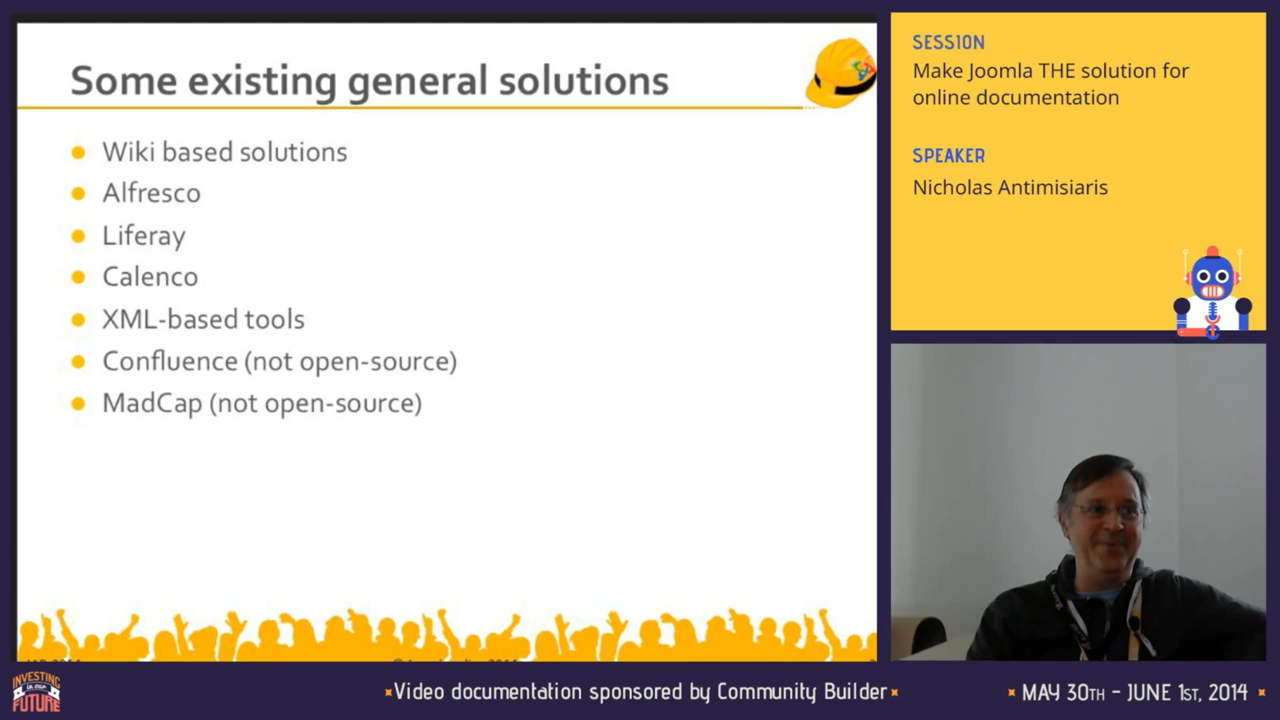 Some existing general solutions
Wiki based solutions
Alfresco
Liferay
Calenco
XML-based tools
Confluence (not open-source)
MadCap (not open-source)
SESSION
Make Joomla THE solution for
online documentation
SPEAKER
Nicholas Antimisiaris
INVESTING
IN OUR
FUTURE
Video documentation sponsored by Community Builder
MAY 30TH - JUNE 1ST, 2014